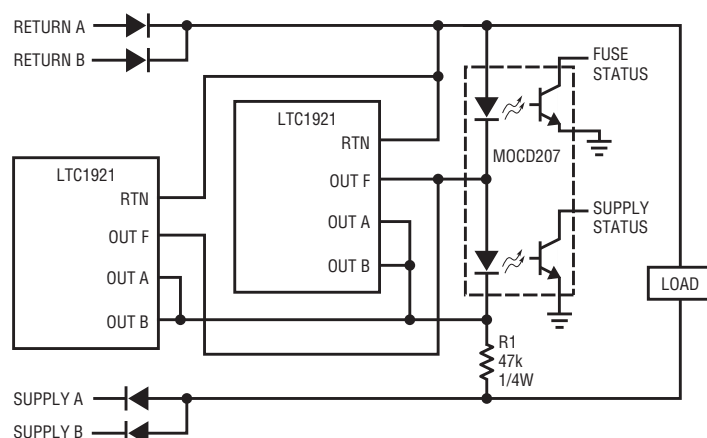 RETURN A
RETURN B
FUSE
STATUS
LTC1921
RTN
OUT F
OUT A
OUT B
MOCD207
LTC1921
RTN
OUT F
OUT A
OUT B
SUPPLY
STATUS
LOAD
R1
47k
1/4W
SUPPLY A
SUPPLY B